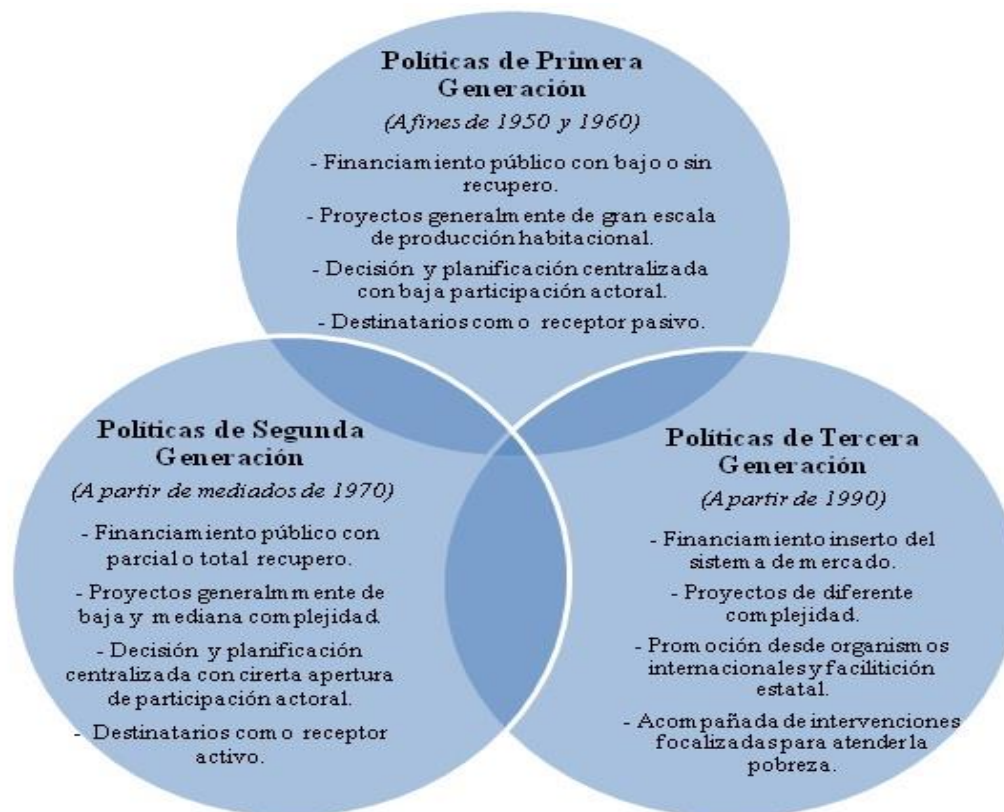 Políticas de Primera
Generación
(A fines de 1950 y 1960)
- Financiamiento público con bajo o sin
recupero.
- Proyectos generalmente de gran escala
de producción habitacional.
- Decisión y planificación centralizada
con baja participación actoral.
- Destinatarios como receptor pasivo.
Políticas de Segunda
Generación
(A partir de mediados de 1970)
- Financiamiento público con
parcial o total recupero.
- Proyectos generalmmente de
baja y mediana complejidad.
- Decisión y planificación
centralizada con cirerta apertura
de participación actoral.
- Destinatarios como receptor
activo.
Políticas de Tercera
Generación
(A partir de 1990)
- Financiamiento inserto del
sistema de mercado.
- Proyectos de diferente
complejidad.
- Promoción desde organismos
internacionales y facilitición
estatal.
- Acompañada de intervenciones
focalizadas para atender la
pobreza.